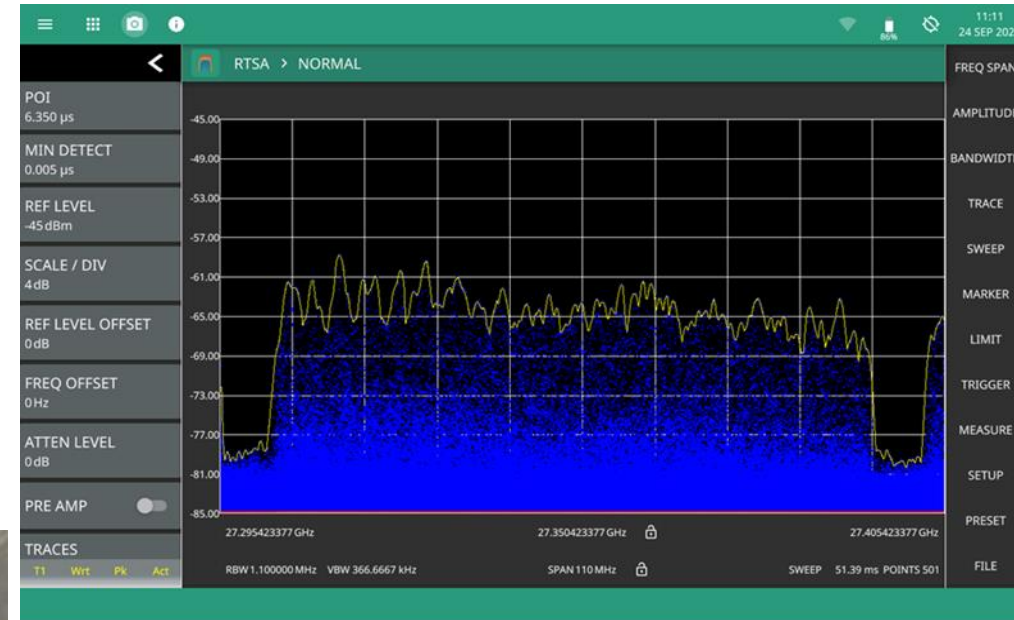 11:11
86%
24 SEP 202
RTSA > NORMAL
FREQ SPAN
POI
6.350 µs
MIN DETECT
0.005 µs
REF LEVEL
-45 dBm
SCALE / DIV
4 dB
REF LEVEL OFFSET
0 dB
FREQ OFFSET
0 Hz
ATTEN LEVEL
0 dB
PRE AMP
TRACES
T1 Wrt Pk Act
-45.00
-49.00
-53.00
-57.00
-61.00
-65.00
-69.00
-73.00
-77.00
-81.00
-85.00
27.295423377 GHz 27.350423377 GHz 27.405423377 GHz
RBW 1.100000 MHz VBW 366.6667 kHz SPAN 110 MHz SWEEP 51.39 ms POINTS 501
AMPLITUDE
BANDWIDTH
TRACE
SWEEP
MARKER
LIMIT
TRIGGER
MEASURE
SETUP
PRESET
FILE